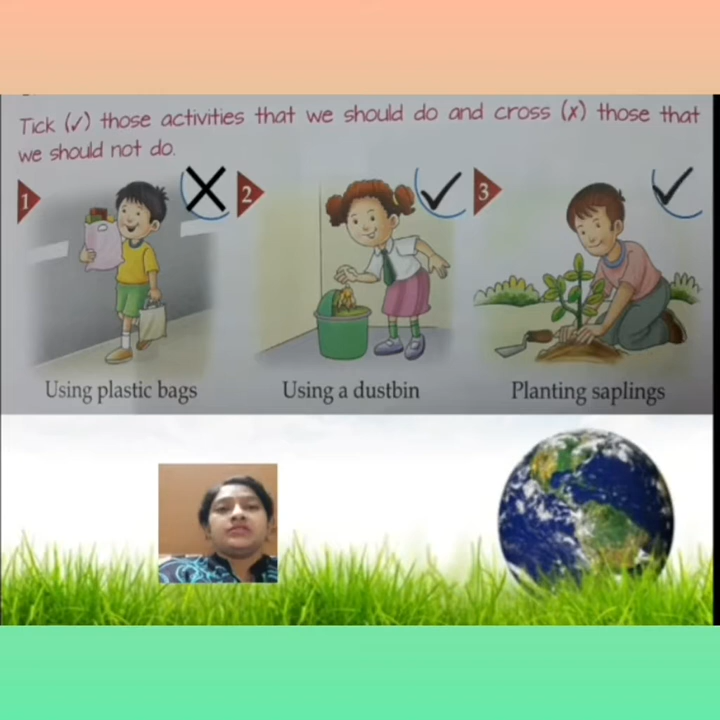 Tick (✓) those activities that we should do and cross (x) those that
we should not do.
1
2
3
Using plastic bags
Using a dustbin
Planting saplings